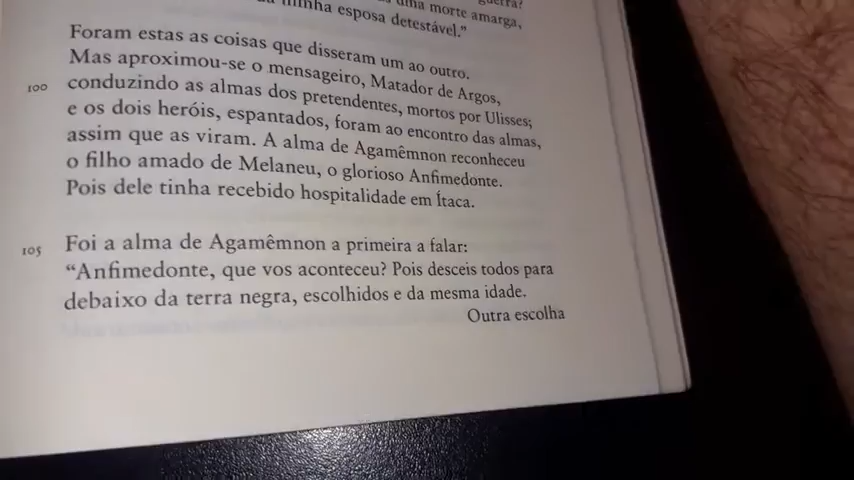 uma morte amarga,
minha esposa detestável.”
Foram estas as coisas que disseram um ao outro.
Mas aproximou-se o mensageiro, Matador de Argos,
100 conduzindo as almas dos pretendentes, mortos por Ulisses;
e os dois heróis, espantados, foram ao encontro das almas,
assim que as viram. A alma de Agamêmnon reconheceu
o filho amado de Melaneu, o glorioso Anfimedonte.
Pois dele tinha recebido hospitalidade em Ítaca.
105 Foi a alma de Agamêmnon a primeira a falar:
“Anfimedonte, que vos aconteceu? Pois desceis todos para
debaixo da terra negra, escolhidos e da mesma idade.
Outra escolha